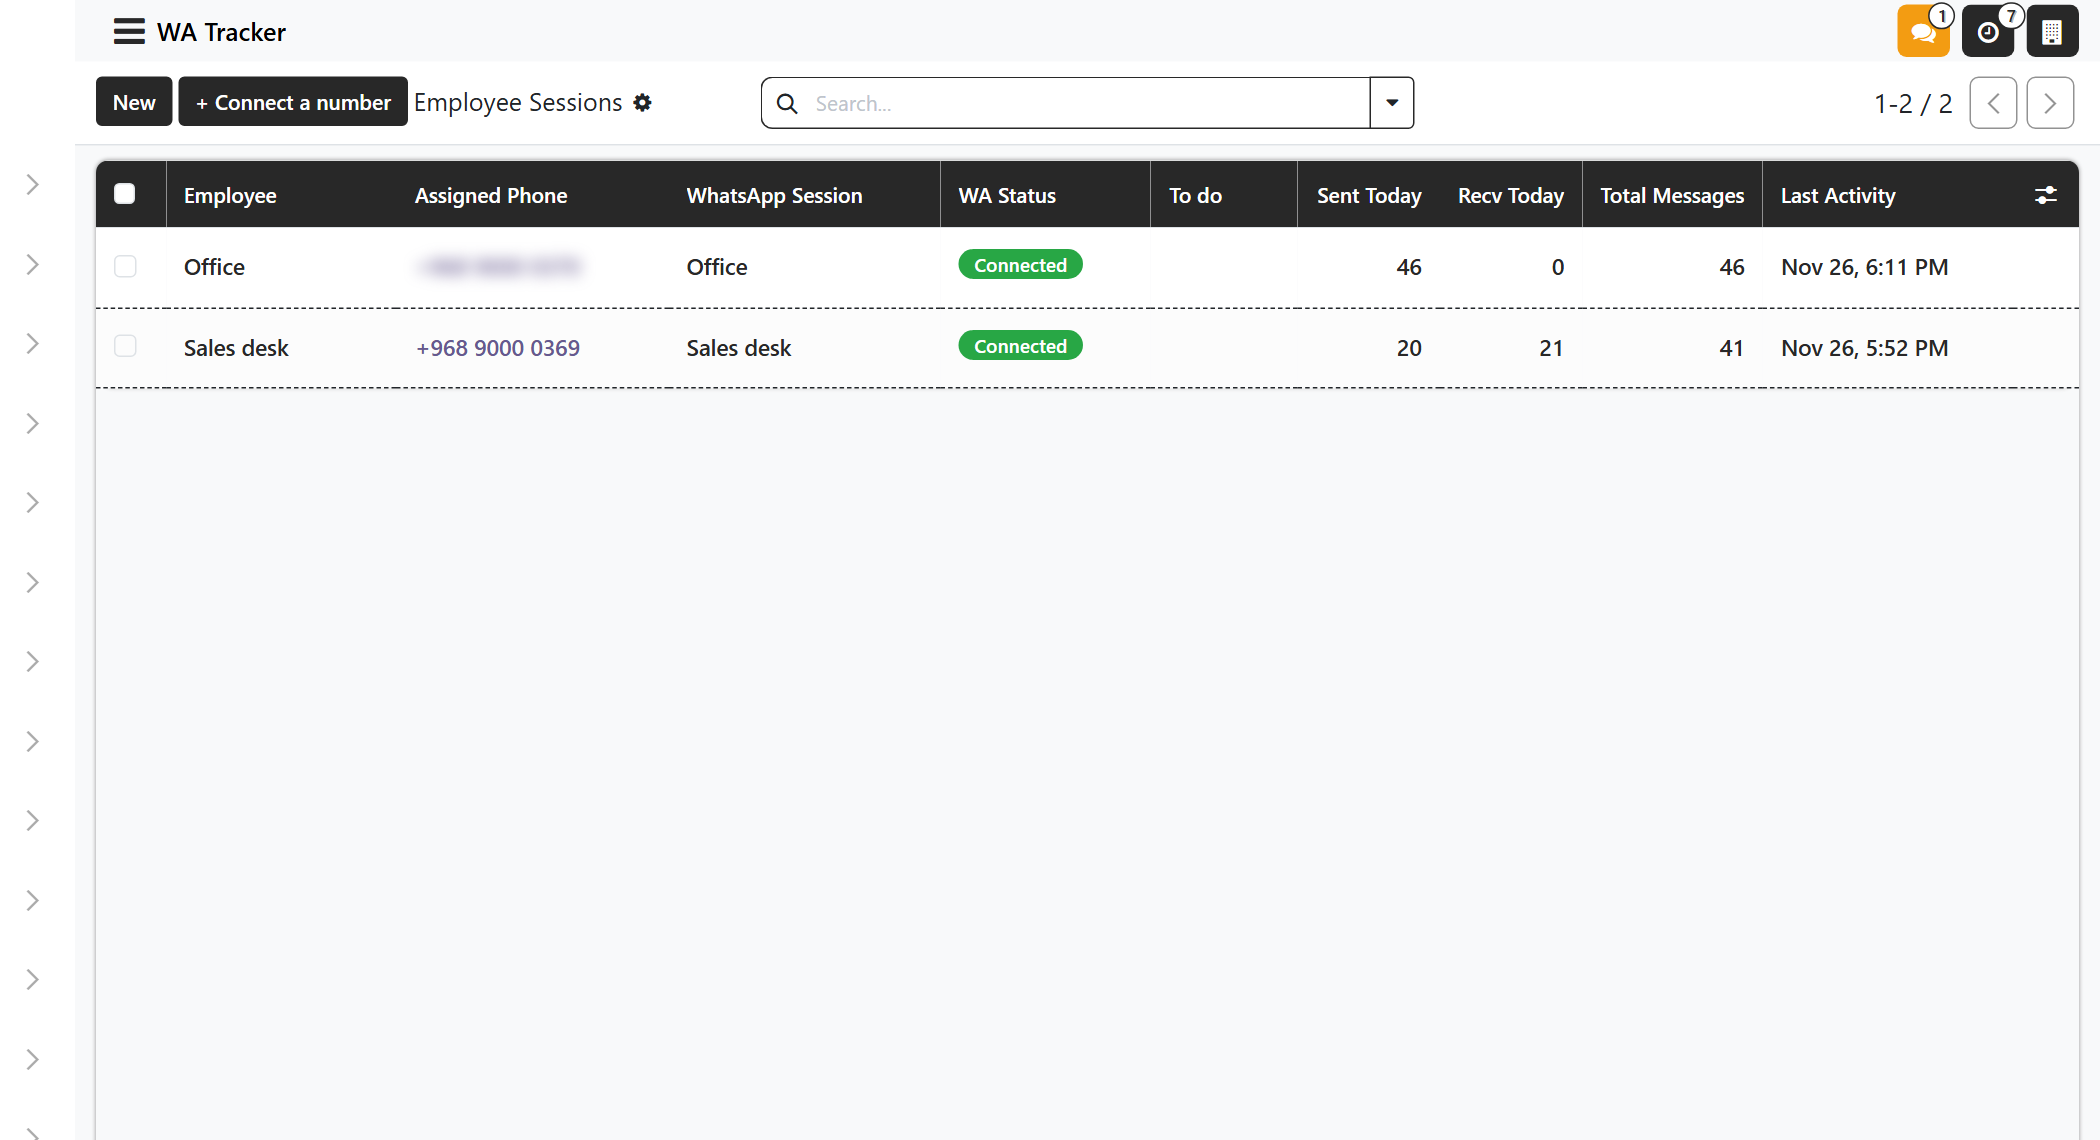 WA Tracker
1
7
New
+ Connect a number
Employee Sessions
Search...
1-2 / 2
Employee Assigned Phone WhatsApp Session WA Status To do Sent Today Recv Today Total Messages Last Activity
Office Office Connected 46 0 46 Nov 26, 6:11 PM
Sales desk +968 9000 0369 Sales desk Connected 20 21 41 Nov 26, 5:52 PM